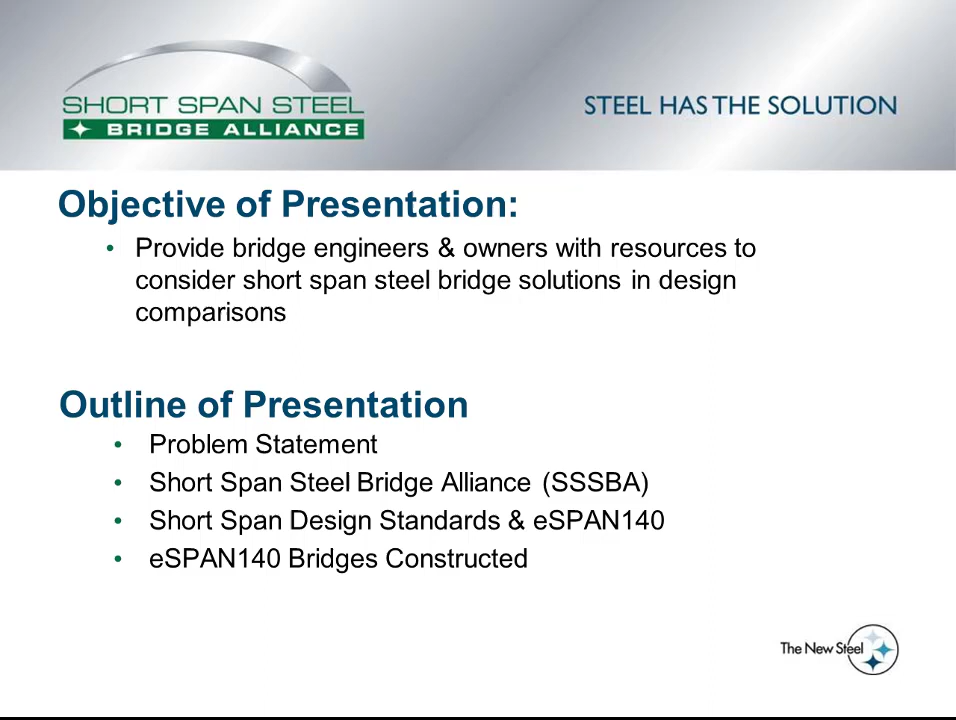 SHORT SPAN STEEL
BRIDGE ALLIANCE
STEEL HAS THE SOLUTION
Objective of Presentation:
• Provide bridge engineers & owners with resources to
consider short span steel bridge solutions in design
comparisons
Outline of Presentation
• Problem Statement
• Short Span Steel Bridge Alliance (SSSBA)
• Short Span Design Standards & eSPAN140
• eSPAN140 Bridges Constructed
The New Steel